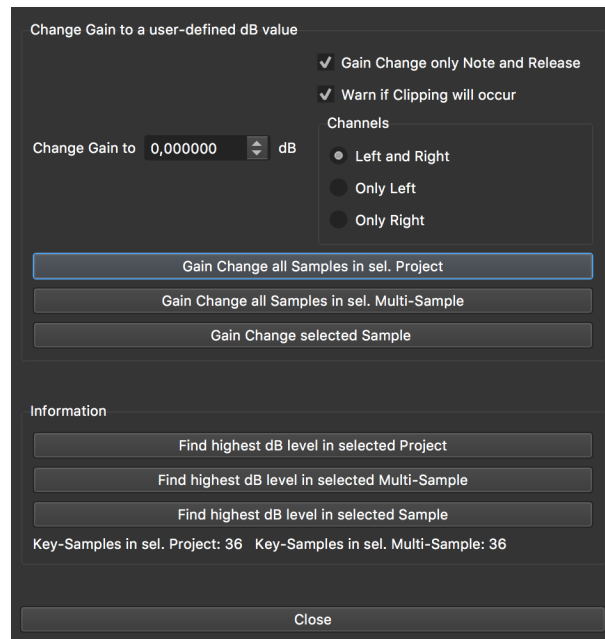 Change Gain to a user-defined dB value
Gain Change only Note and Release
Warn if Clipping will occur
Channels
Change Gain to 0,000000 dB
Left and Right
Only Left
Only Right
Gain Change all Samples in sel. Project
Gain Change all Samples in sel. Multi-Sample
Gain Change selected Sample
Information
Find highest dB level in selected Project
Find highest dB level in selected Multi-Sample
Find highest dB level in selected Sample
Key-Samples in sel. Project: 36 Key-Samples in sel. Multi-Sample: 36
Close